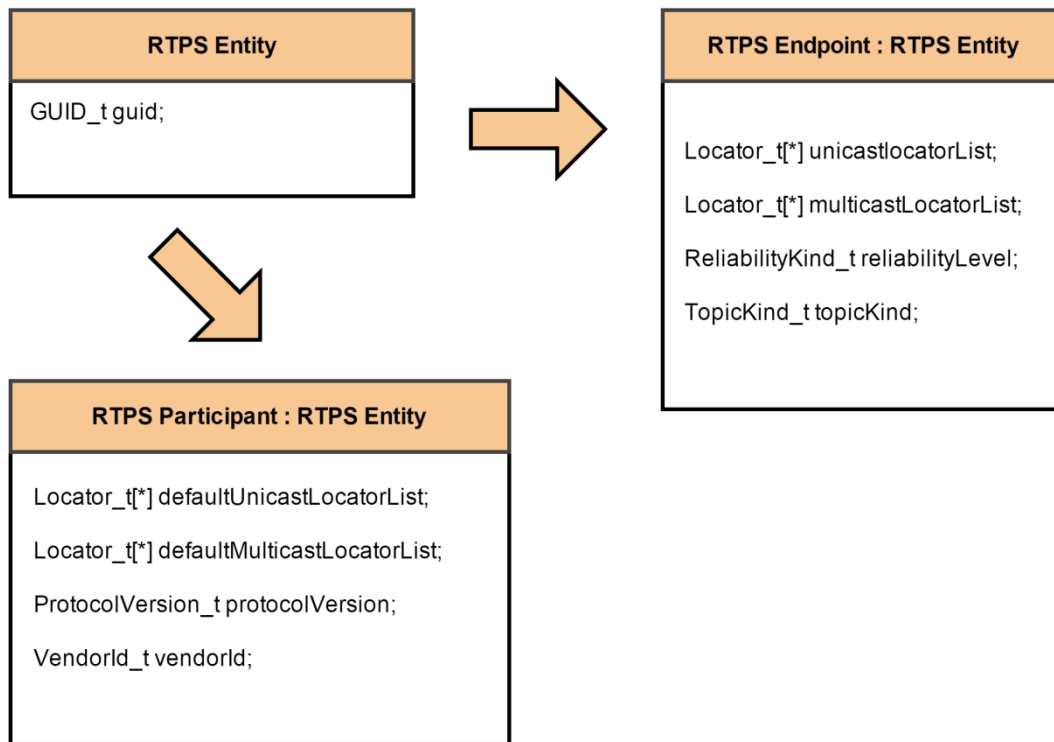 RTPS Entity
GUID_t guid;
RTPS Endpoint : RTPS Entity
Locator_t[*] unicastlocatorList;
Locator_t[*] multicastLocatorList;
ReliabilityKind_t reliabilityLevel;
TopicKind_t topicKind;
RTPS Participant : RTPS Entity
Locator_t[*] defaultUnicastLocatorList;
Locator_t[*] defaultMulticastLocatorList;
ProtocolVersion_t protocolVersion;
VendorId_t vendorId;